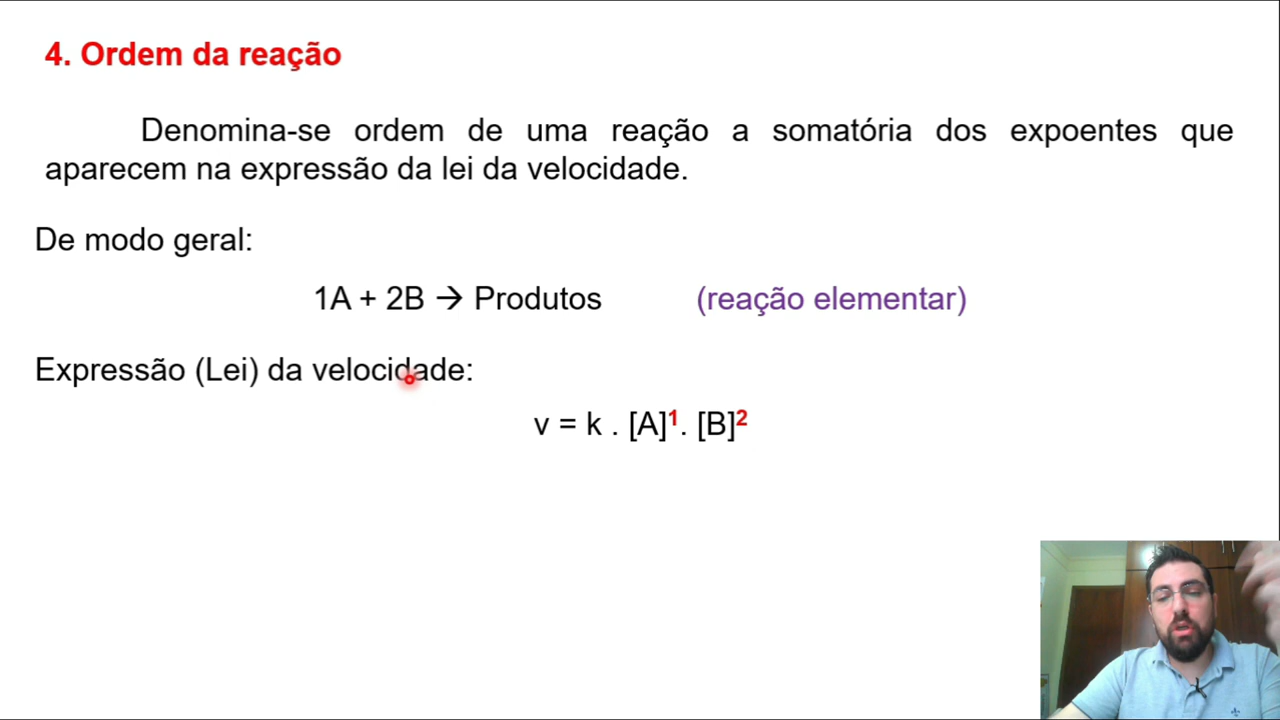 4. Ordem da reação
Denomina-se ordem de uma reação a somatória dos expoentes que
aparecem na expressão da lei da velocidade.
De modo geral:
1A + 2B → Produtos (reação elementar)
Expressão (Lei) da velocidade:
v = k . [A]¹. [B]²